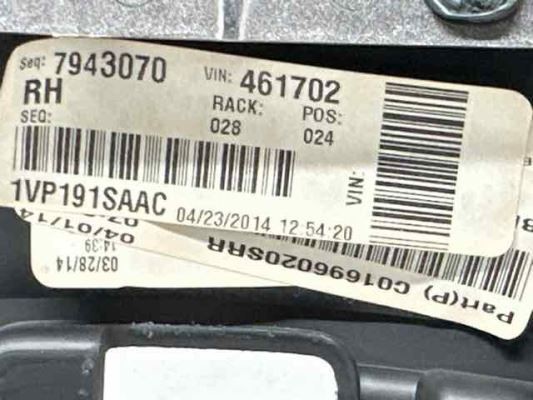 Seq: 7943070 VIN: 461702
RH RACK: POS:
SEQ: 028 024
VIN:
1VP191SAAC 04/23/2014 12:54:20
04/01/14
14:39
03/28/14
Part(P) C016996020SRR